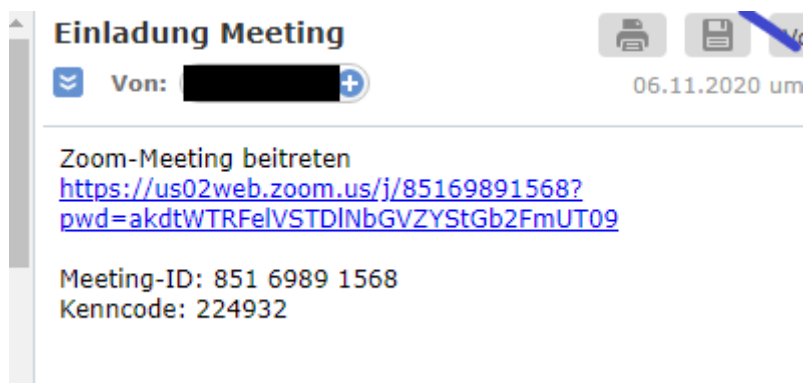 Einladung Meeting
Von:
06.11.2020 um
Zoom-Meeting beitreten
https://us02web.zoom.us/j/85169891568?
pwd=akdtWTRFelVSTDlNbGVZYStGb2FmUT09
Meeting-ID: 851 6989 1568
Kenncode: 224932